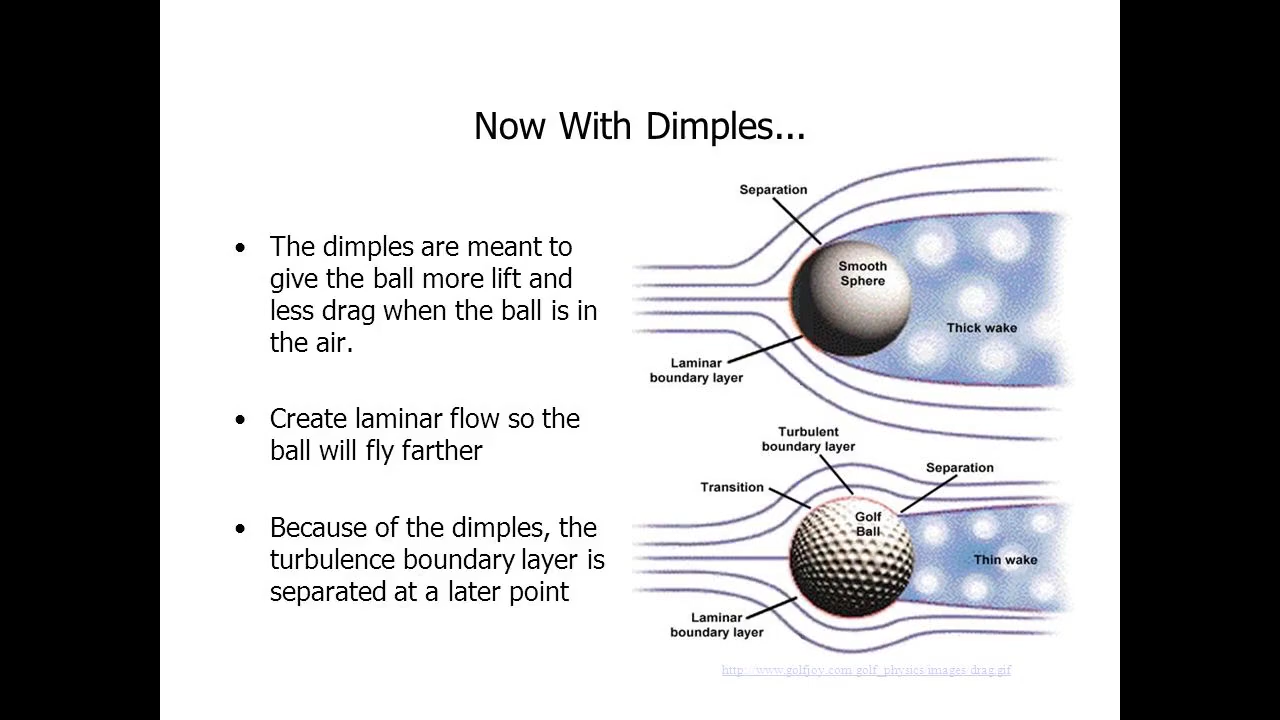 Now With Dimples...
• The dimples are meant to
give the ball more lift and
less drag when the ball is in
the air.
• Create laminar flow so the
ball will fly farther
• Because of the dimples, the
turbulence boundary layer is
separated at a later point
Separation
Smooth
Sphere
Thick wake
Laminar
boundary layer
Turbulent
boundary layer
Separation
Transition
Golf
Ball
Thin wake
Laminar
boundary layer
http://www.golfjoy.com/golf_physics/images/drag.gif